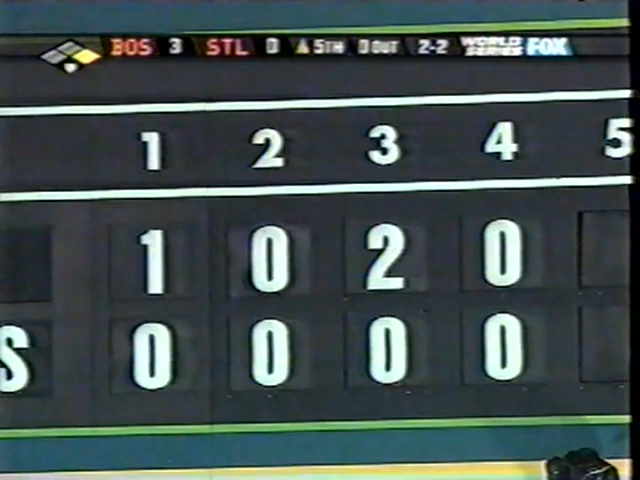 BOS 3 STL 0 ▲5TH 0 OUT 2-2 WORLD SERIES FOX
1 2 3 4 5
1 0 2 0
S 0 0 0 0